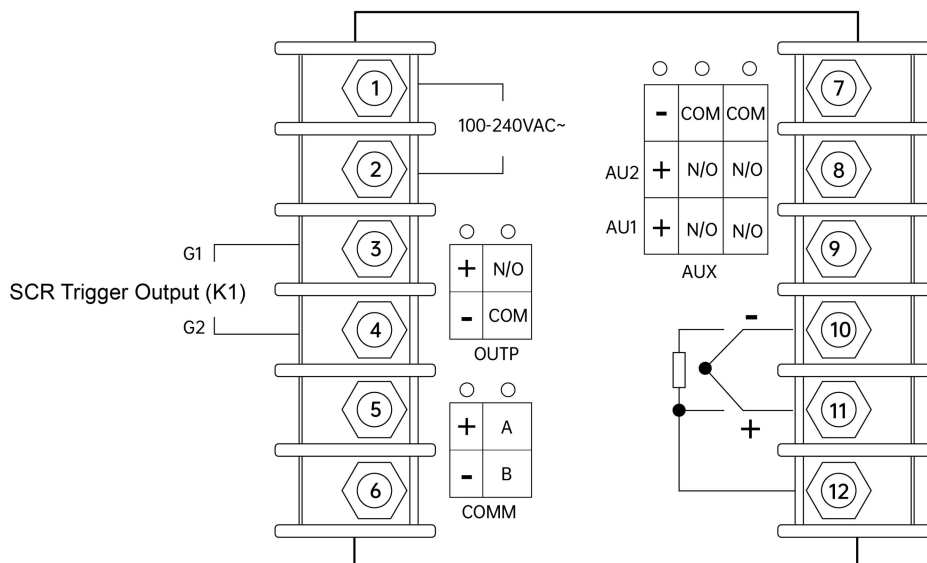 1
100-240VAC~
2
G1
3
SCR Trigger Output (K1)
G2
4
+ N/O
- COM
OUTP
5
+ A
- B
COMM
6
- COM COM
AU2 + N/O N/O
AU1 + N/O N/O
AUX
7
8
9
-
10
11
+
12